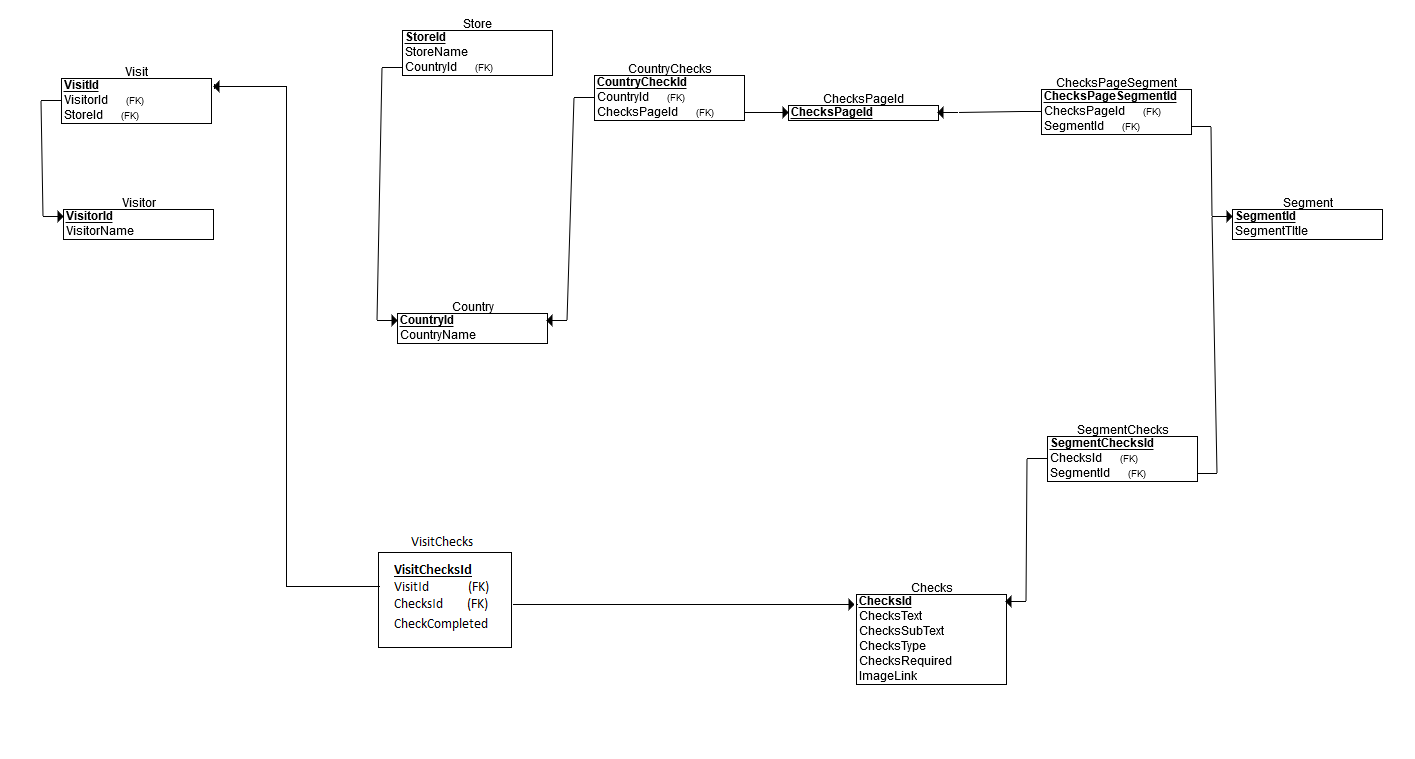 Store
StoreId
StoreName
CountryId (FK)
Visit
VisitId
VisitorId (FK)
StoreId (FK)
CountryChecks
CountryCheckId
CountryId (FK)
ChecksPageId (FK)
ChecksPageId
ChecksPageId
ChecksPageSegment
ChecksPageSegmentId
ChecksPageId (FK)
SegmentId (FK)
Visitor
VisitorId
VisitorName
Segment
SegmentId
SegmentTItle
Country
CountryId
CountryName
SegmentChecks
SegmentChecksId
ChecksId (FK)
SegmentId (FK)
VisitChecks
VisitChecksId
VisitId (FK)
ChecksId (FK)
CheckCompleted
Checks
ChecksId
ChecksText
ChecksSubText
ChecksType
ChecksRequired
ImageLink